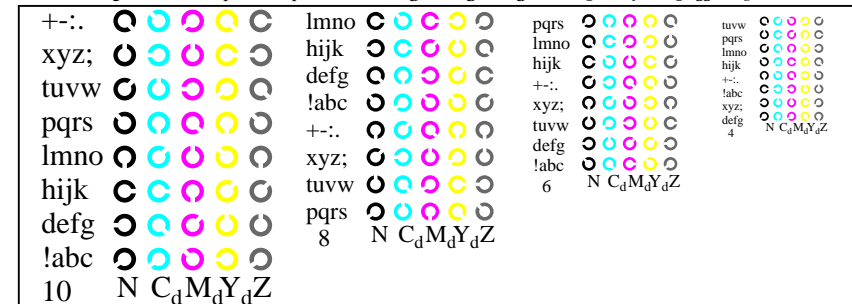 +-:.
xyz;
tuvw
pqrs
lmno
hijk
defg
!abc
10 N CdMdYdZ
lmno
hijk
defg
!abc
+-:.
xyz;
tuvw
pqrs
8 N CdMdYdZ
pqrs
lmno
hijk
+-:.
xyz;
tuvw
defg
!abc
6 N CdMdYdZ
tuvw
pqrs
lmno
hijk
+-:.
!abc
xyz;
defg
4 N CdMdYdZ